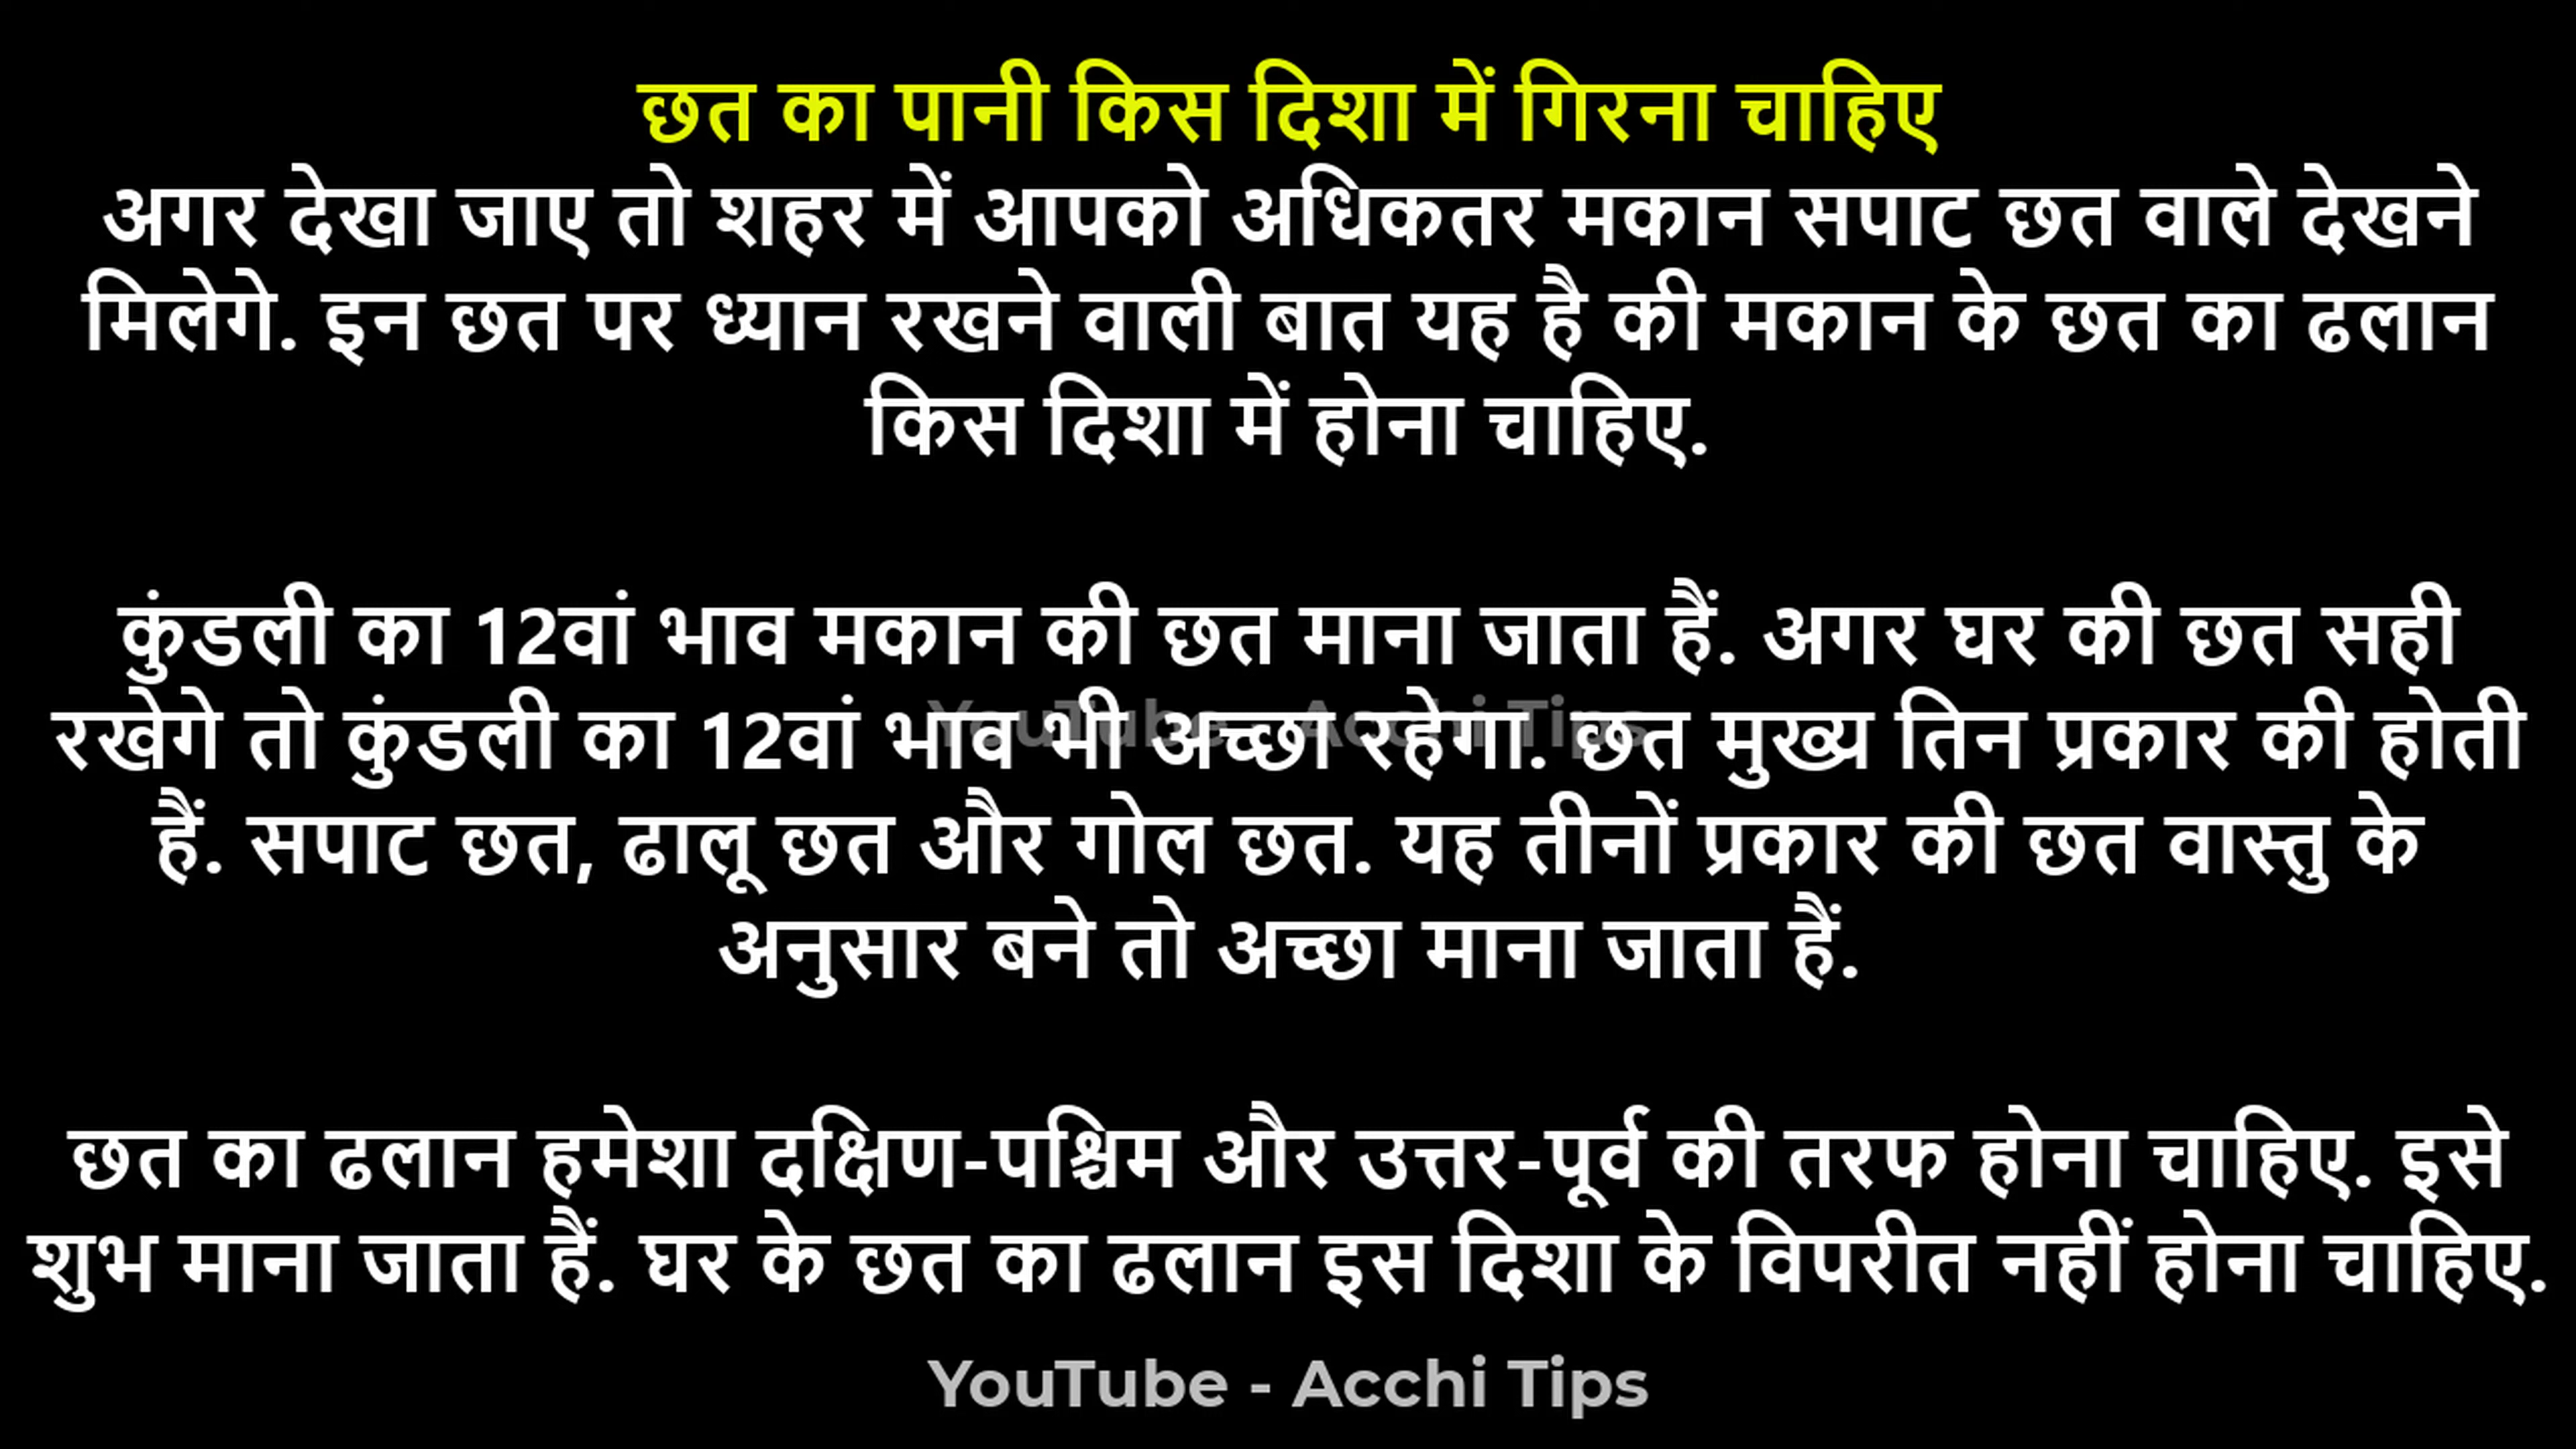 छत का पानी किस दिशा में गिरना चाहिए
अगर देखा जाए तो शहर में आपको अधिकतर मकान सपाट छत वाले देखने
मिलेगे. इन छत पर ध्यान रखने वाली बात यह है की मकान के छत का ढलान
किस दिशा में होना चाहिए.
कुंडली का 12वां भाव मकान की छत माना जाता हैं. अगर घर की छत सही
रखेगे तो कुंडली का 12वां भाव भी अच्छा रहेगा. छत मुख्य तिन प्रकार की होती
YouTube - Acchi Tips
हैं. सपाट छत, ढालू छत और गोल छत. यह तीनों प्रकार की छत वास्तु के
अनुसार बने तो अच्छा माना जाता हैं.
छत का ढलान हमेशा दक्षिण-पश्चिम और उत्तर-पूर्व की तरफ होना चाहिए. इसे
शुभ माना जाता हैं. घर के छत का ढलान इस दिशा के विपरीत नहीं होना चाहिए.
YouTube - Acchi Tips